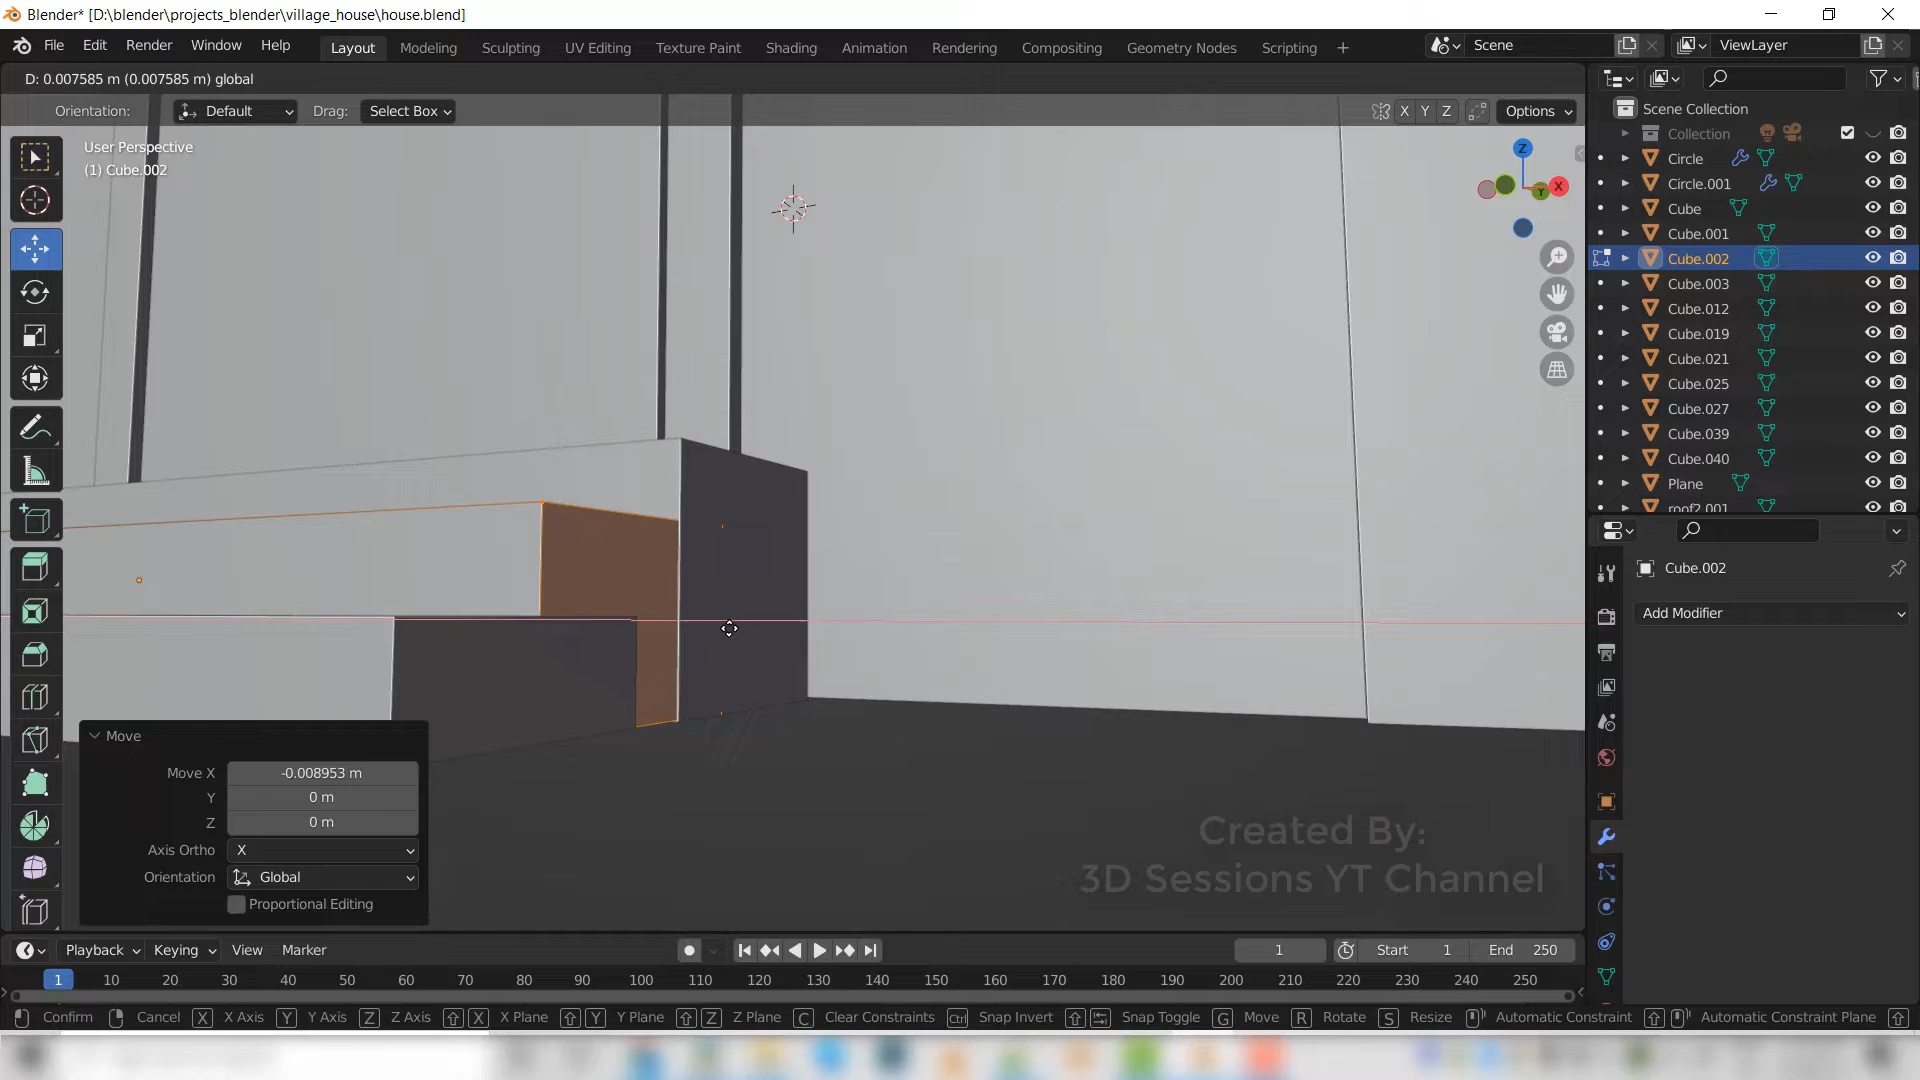 Blender* [D:\blender\projects_blender\village_house\house.blend]
File Edit Render Window Help Layout Modeling Sculpting UV Editing Texture Paint Shading Animation Rendering Compositing Geometry Nodes Scripting + Scene ViewLayer
D: 0.007585 m (0.007585 m) global
Orientation: Default Drag: Select Box X Y Z Options
User Perspective
(1) Cube.002
Z
X
Y
Scene Collection
Collection
Circle
Circle.001
Cube
Cube.001
Cube.002
Cube.003
Cube.012
Cube.019
Cube.021
Cube.025
Cube.027
Cube.039
Cube.040
Plane
roof2.001
Cube.002
Add Modifier
Move
Move X -0.008953 m
Y 0 m
Z 0 m
Axis Ortho X
Orientation Global
Proportional Editing
Created By:
3D Sessions YT Channel
Playback Keying View Marker 1 Start 1 End 250
1 10 20 30 40 50 60 70 80 90 100 110 120 130 140 150 160 170 180 190 200 210 220 230 240 250
Confirm Cancel X X Axis Y Y Axis Z Z Axis X X Plane Y Y Plane Z Z Plane C Clear Constraints Ctrl Snap Invert Snap Toggle G Move R Rotate S Resize Automatic Constraint Automatic Constraint Plane